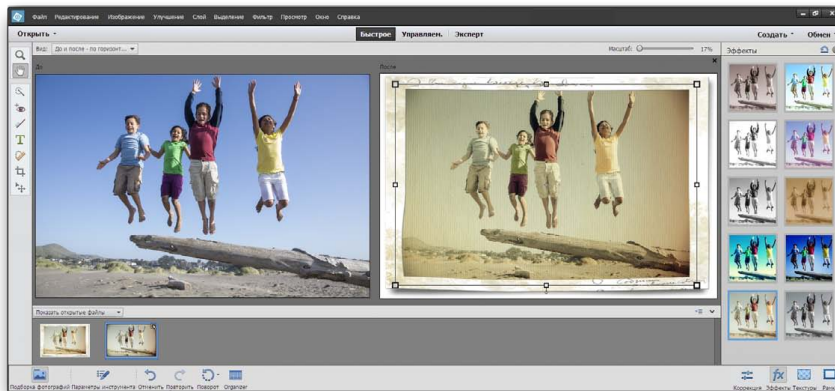 Файл Редактирование Изображение Улучшение Слой Выделение Фильтр Просмотр Окно Справка
Открыть Быстрое Управляем. Эксперт Создать Обмен
Вид: До и после - по горизонт... Масштаб: 17% Эффекты
До После
Показать открытые файлы
Подборка фотографий Параметры инструмента Отменить Повторить Поворот Organizer Коррекция Эффекты Текстуры